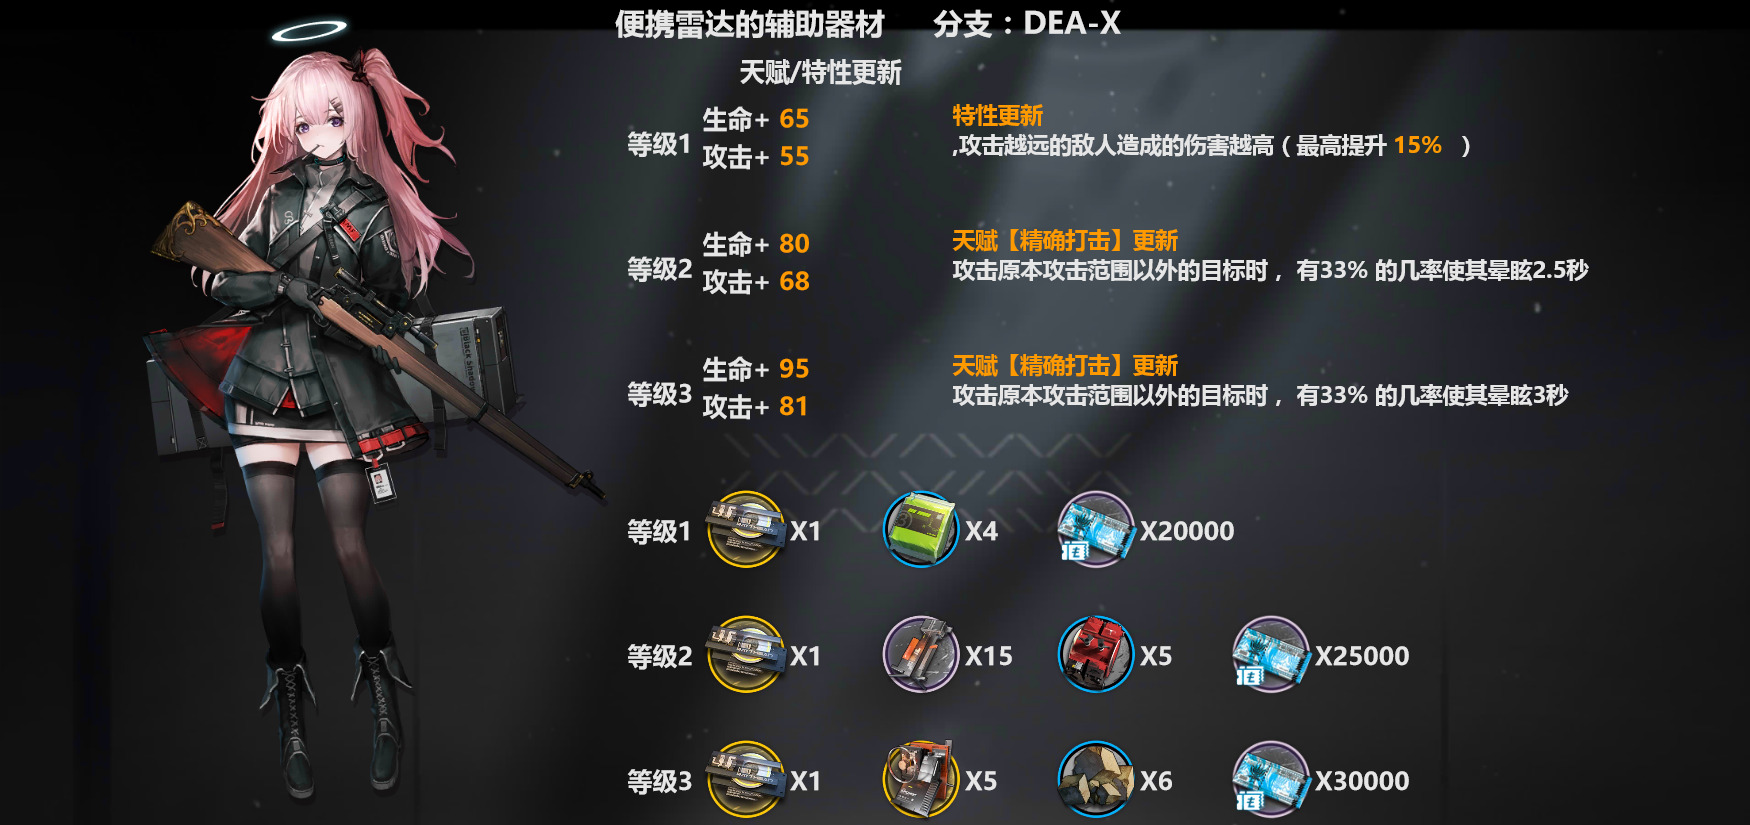 便携雷达的辅助器材 分支：DEA-X
天赋/特性更新
等级1
生命+ 65
攻击+ 55
特性更新
,攻击越远的敌人造成的伤害越高（最高提升 15% ）
等级2
生命+ 80
攻击+ 68
天赋【精确打击】更新
攻击原本攻击范围以外的目标时，有33% 的几率使其晕眩2.5秒
等级3
生命+ 95
攻击+ 81
天赋【精确打击】更新
攻击原本攻击范围以外的目标时，有33% 的几率使其晕眩3秒
等级1 X1 X4 X20000
等级2 X1 X15 X5 X25000
等级3 X1 X5 X6 X30000